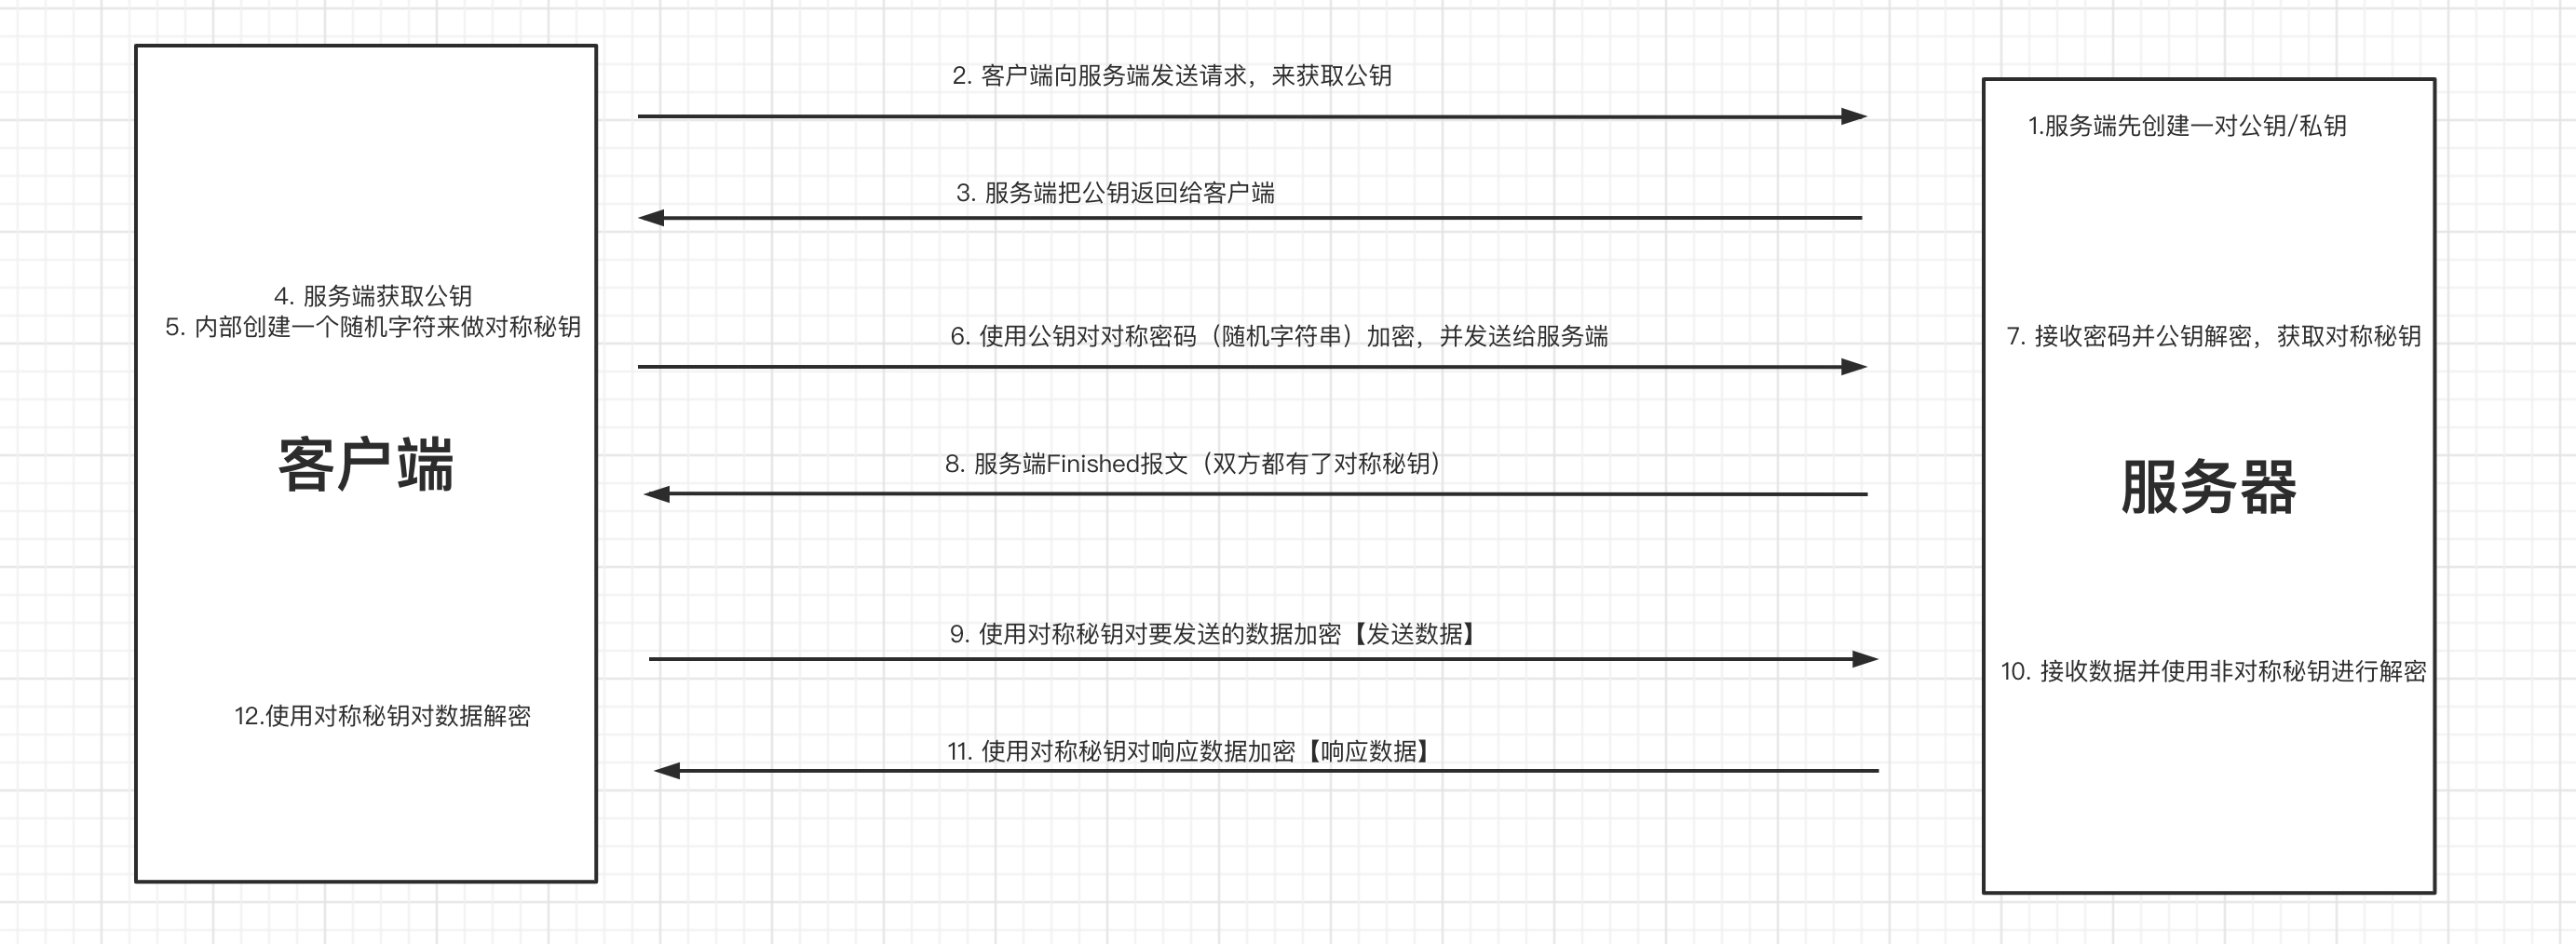 2. 客户端向服务端发送请求，来获取公钥
1.服务端先创建一对公钥/私钥
3. 服务端把公钥返回给客户端
4. 服务端获取公钥
5. 内部创建一个随机字符来做对称秘钥
6. 使用公钥对对称密码（随机字符串）加密，并发送给服务端
7. 接收密码并公钥解密，获取对称秘钥
客户端
8. 服务端Finished报文（双方都有了对称秘钥）
服务器
9. 使用对称秘钥对要发送的数据加密【发送数据】
10. 接收数据并使用非对称秘钥进行解密
12.使用对称秘钥对数据解密
11. 使用对称秘钥对响应数据加密【响应数据】